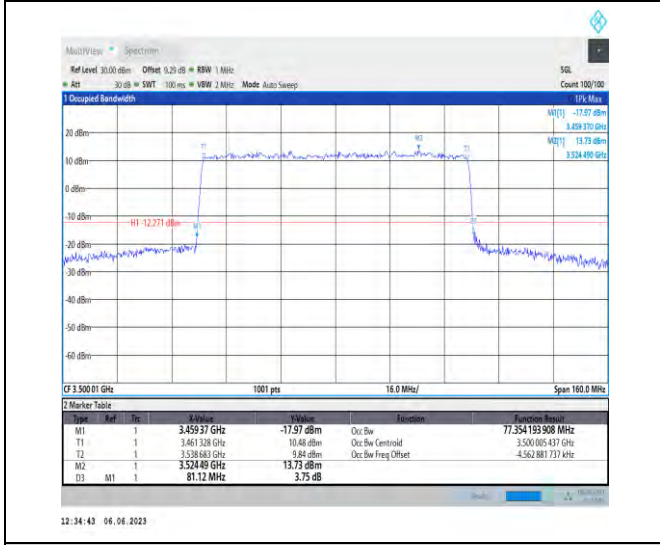 MultiView Spectrum
Ref Level 30.00 dBm Offset 9.29 dB RBW 1 MHz SGL
Att 30 dB SWT 100 ms VBW 2 MHz Mode Auto Sweep Count 100/100
1 Occupied Bandwidth 1Pk Max
M1[1] -17.97 dBm
3.459 370 GHz
M2[1] 13.73 dBm
3.524 490 GHz
20 dBm
M2
T1
T2
10 dBm
0 dBm
-10 dBm
H1 -12.271 dBm
M1
-20 dBm
-30 dBm
-40 dBm
-50 dBm
-60 dBm
CF 3.500 01 GHz 1001 pts 16.0 MHz/ Span 160.0 MHz
2 Marker Table
Type Ref Trc X-Value Y-Value Function Function Result
M1 1 3.459 37 GHz -17.97 dBm Occ Bw 77.354 193 908 MHz
T1 1 3.461 328 GHz 10.48 dBm Occ Bw Centroid 3.500 005 437 GHz
T2 1 3.538 683 GHz 9.84 dBm Occ Bw Freq Offset -4.562 881 737 kHz
M2 1 3.524 49 GHz 13.73 dBm
D3 M1 1 81.12 MHz 3.75 dB
12:34:43 06.06.2023